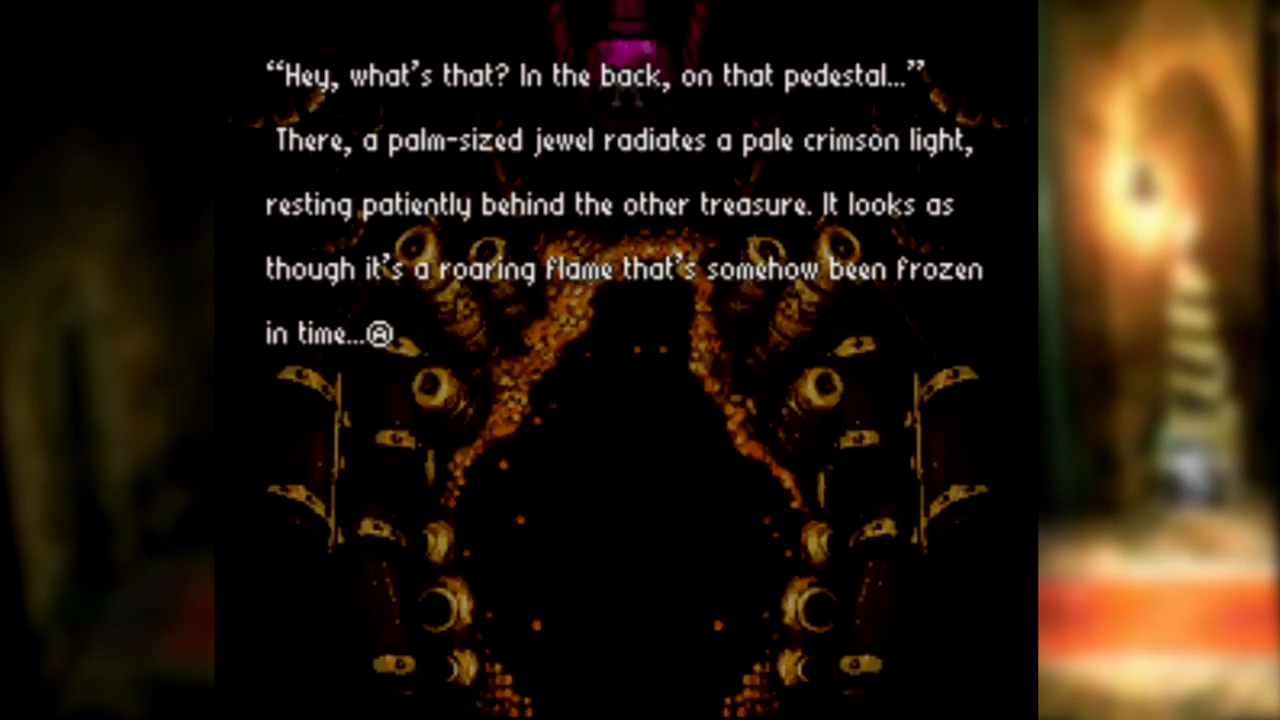 “Hey, what’s that? In the back, on that pedestal...”
There, a palm-sized jewel radiates a pale crimson light,
resting patiently behind the other treasure. It looks as
though it’s a roaring flame that’s somehow been frozen
in time...Ⓐ